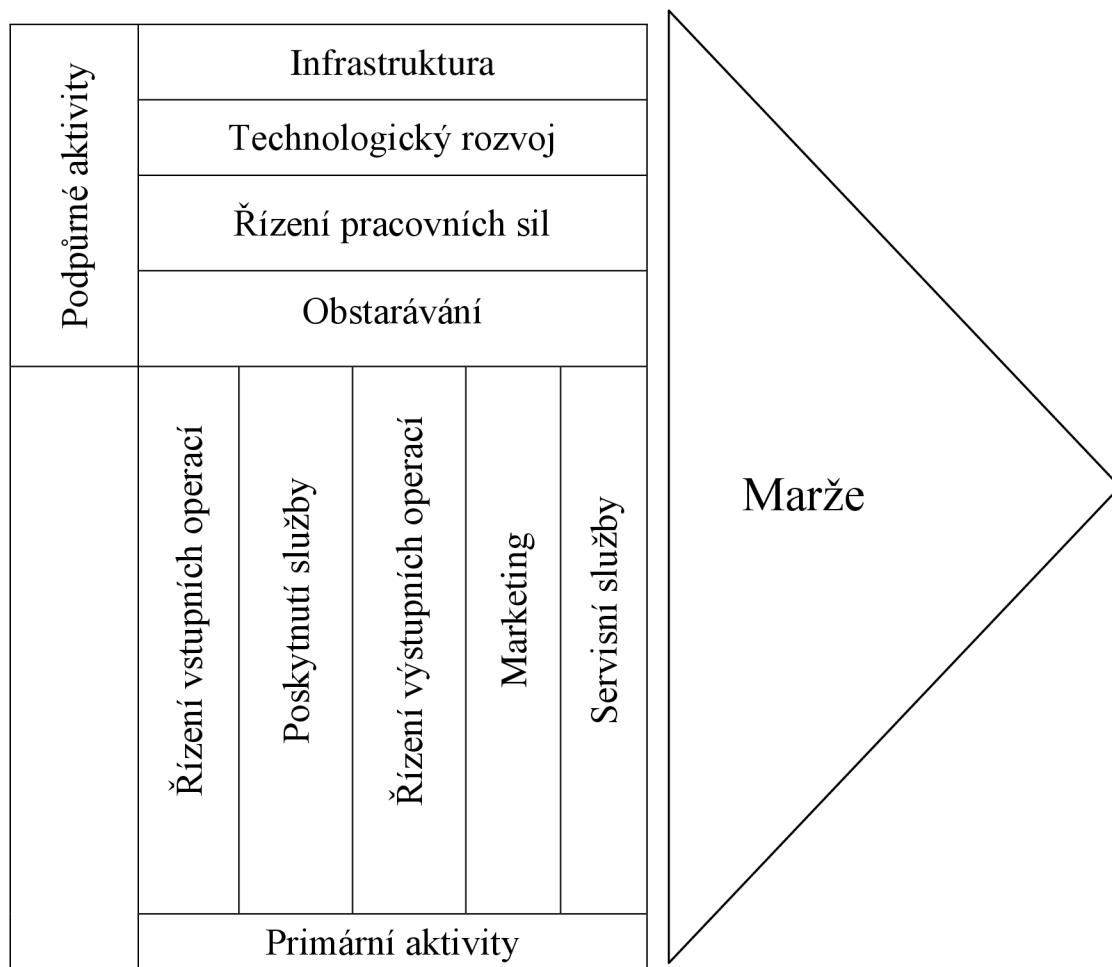 Podpůrné aktivity
Infrastruktura
Technologický rozvoj
Řízení pracovních sil
Obstarávání
Řízení vstupních operací
Poskytnutí služby
Řízení výstupních operací
Marketing
Servisní služby
Primární aktivity
Marže